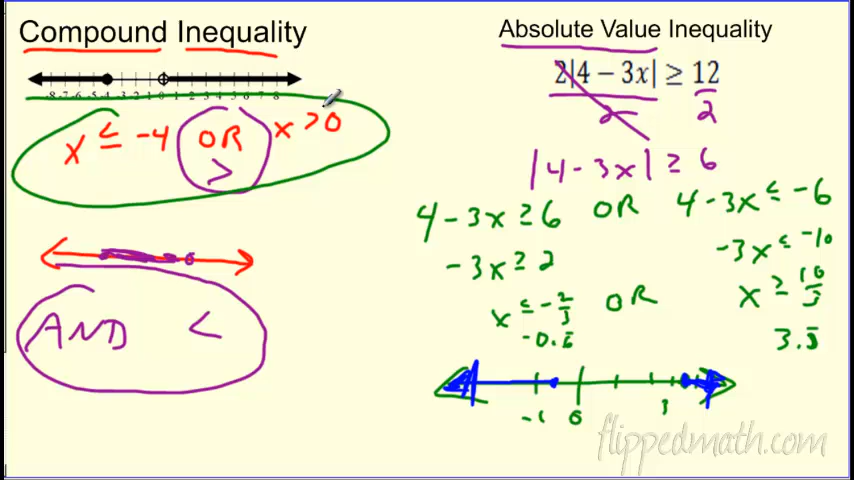 Compound Inequality
-8 -7 -6 -5 -4 -3 -2 -1 0 1 2 3 4 5 6 7 8
x ≤ -4 OR x > 0
>
AND <
Absolute Value Inequality
2|4 − 3x| ≥ 12
2 2
|4 - 3x| ≥ 6
4 - 3x ≥ 6 OR 4 - 3x ≤ -6
-3x ≥ 2 -3x ≤ -10
x ≤ -2/3 OR x ≥ 10/3
-0.6̅ 3.3̅
-1 0 3
flippedmath.com